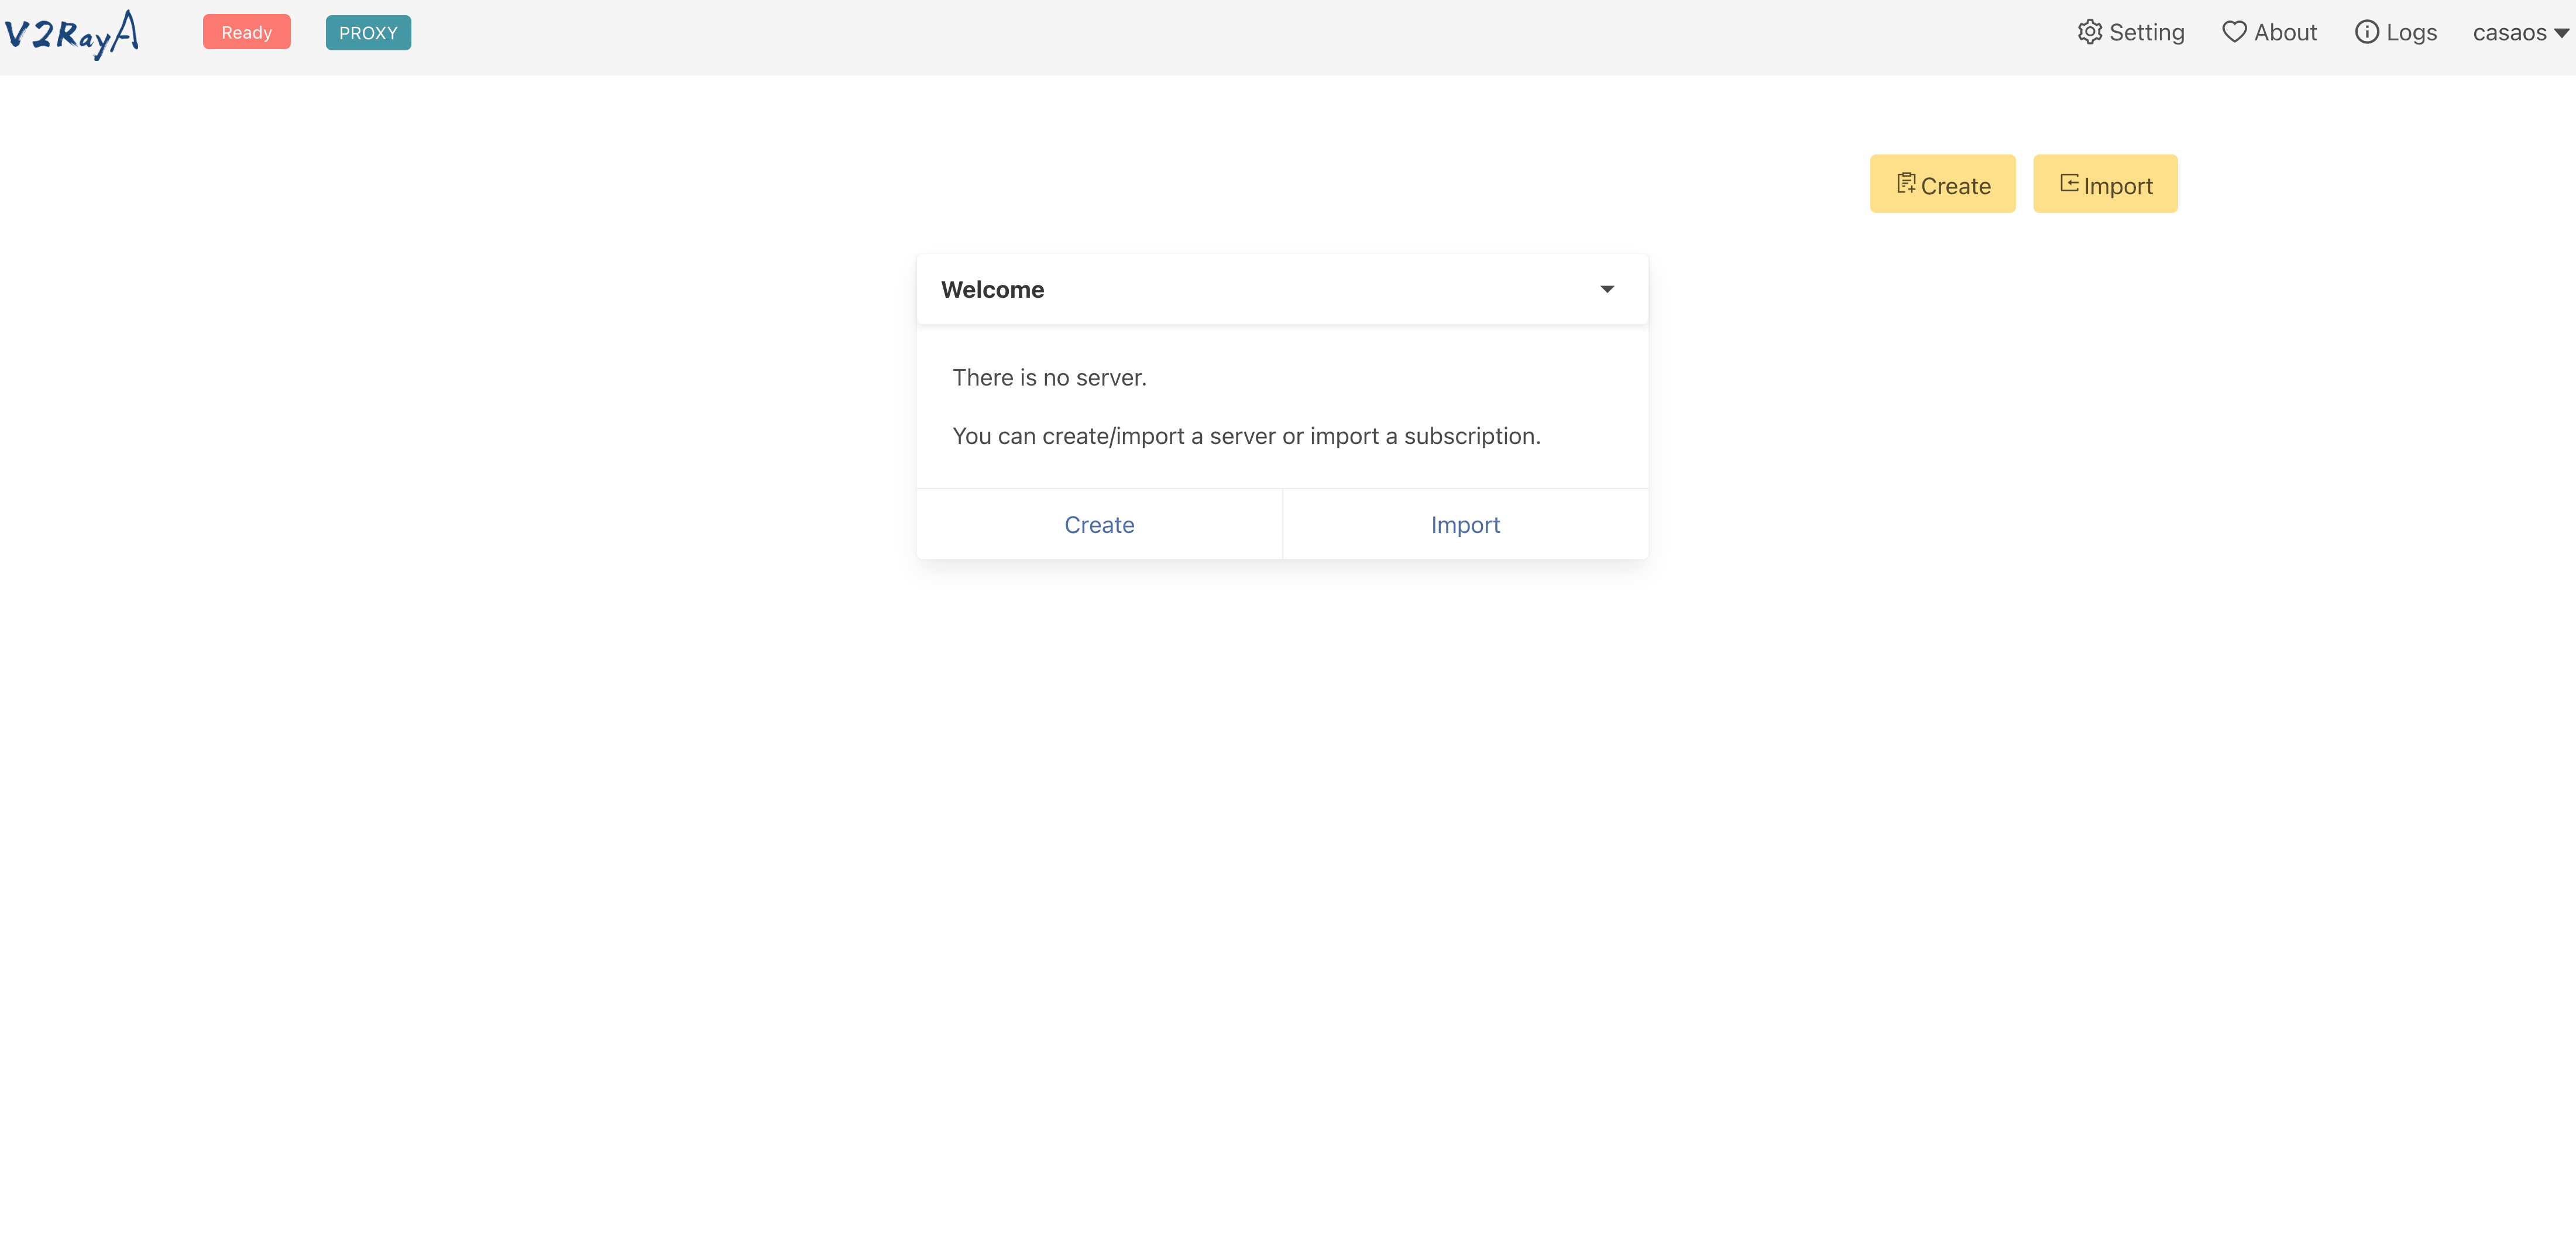 V2RayA Ready PROXY Setting About Logs casaos
Create Import
Welcome
There is no server.
You can create/import a server or import a subscription.
Create Import